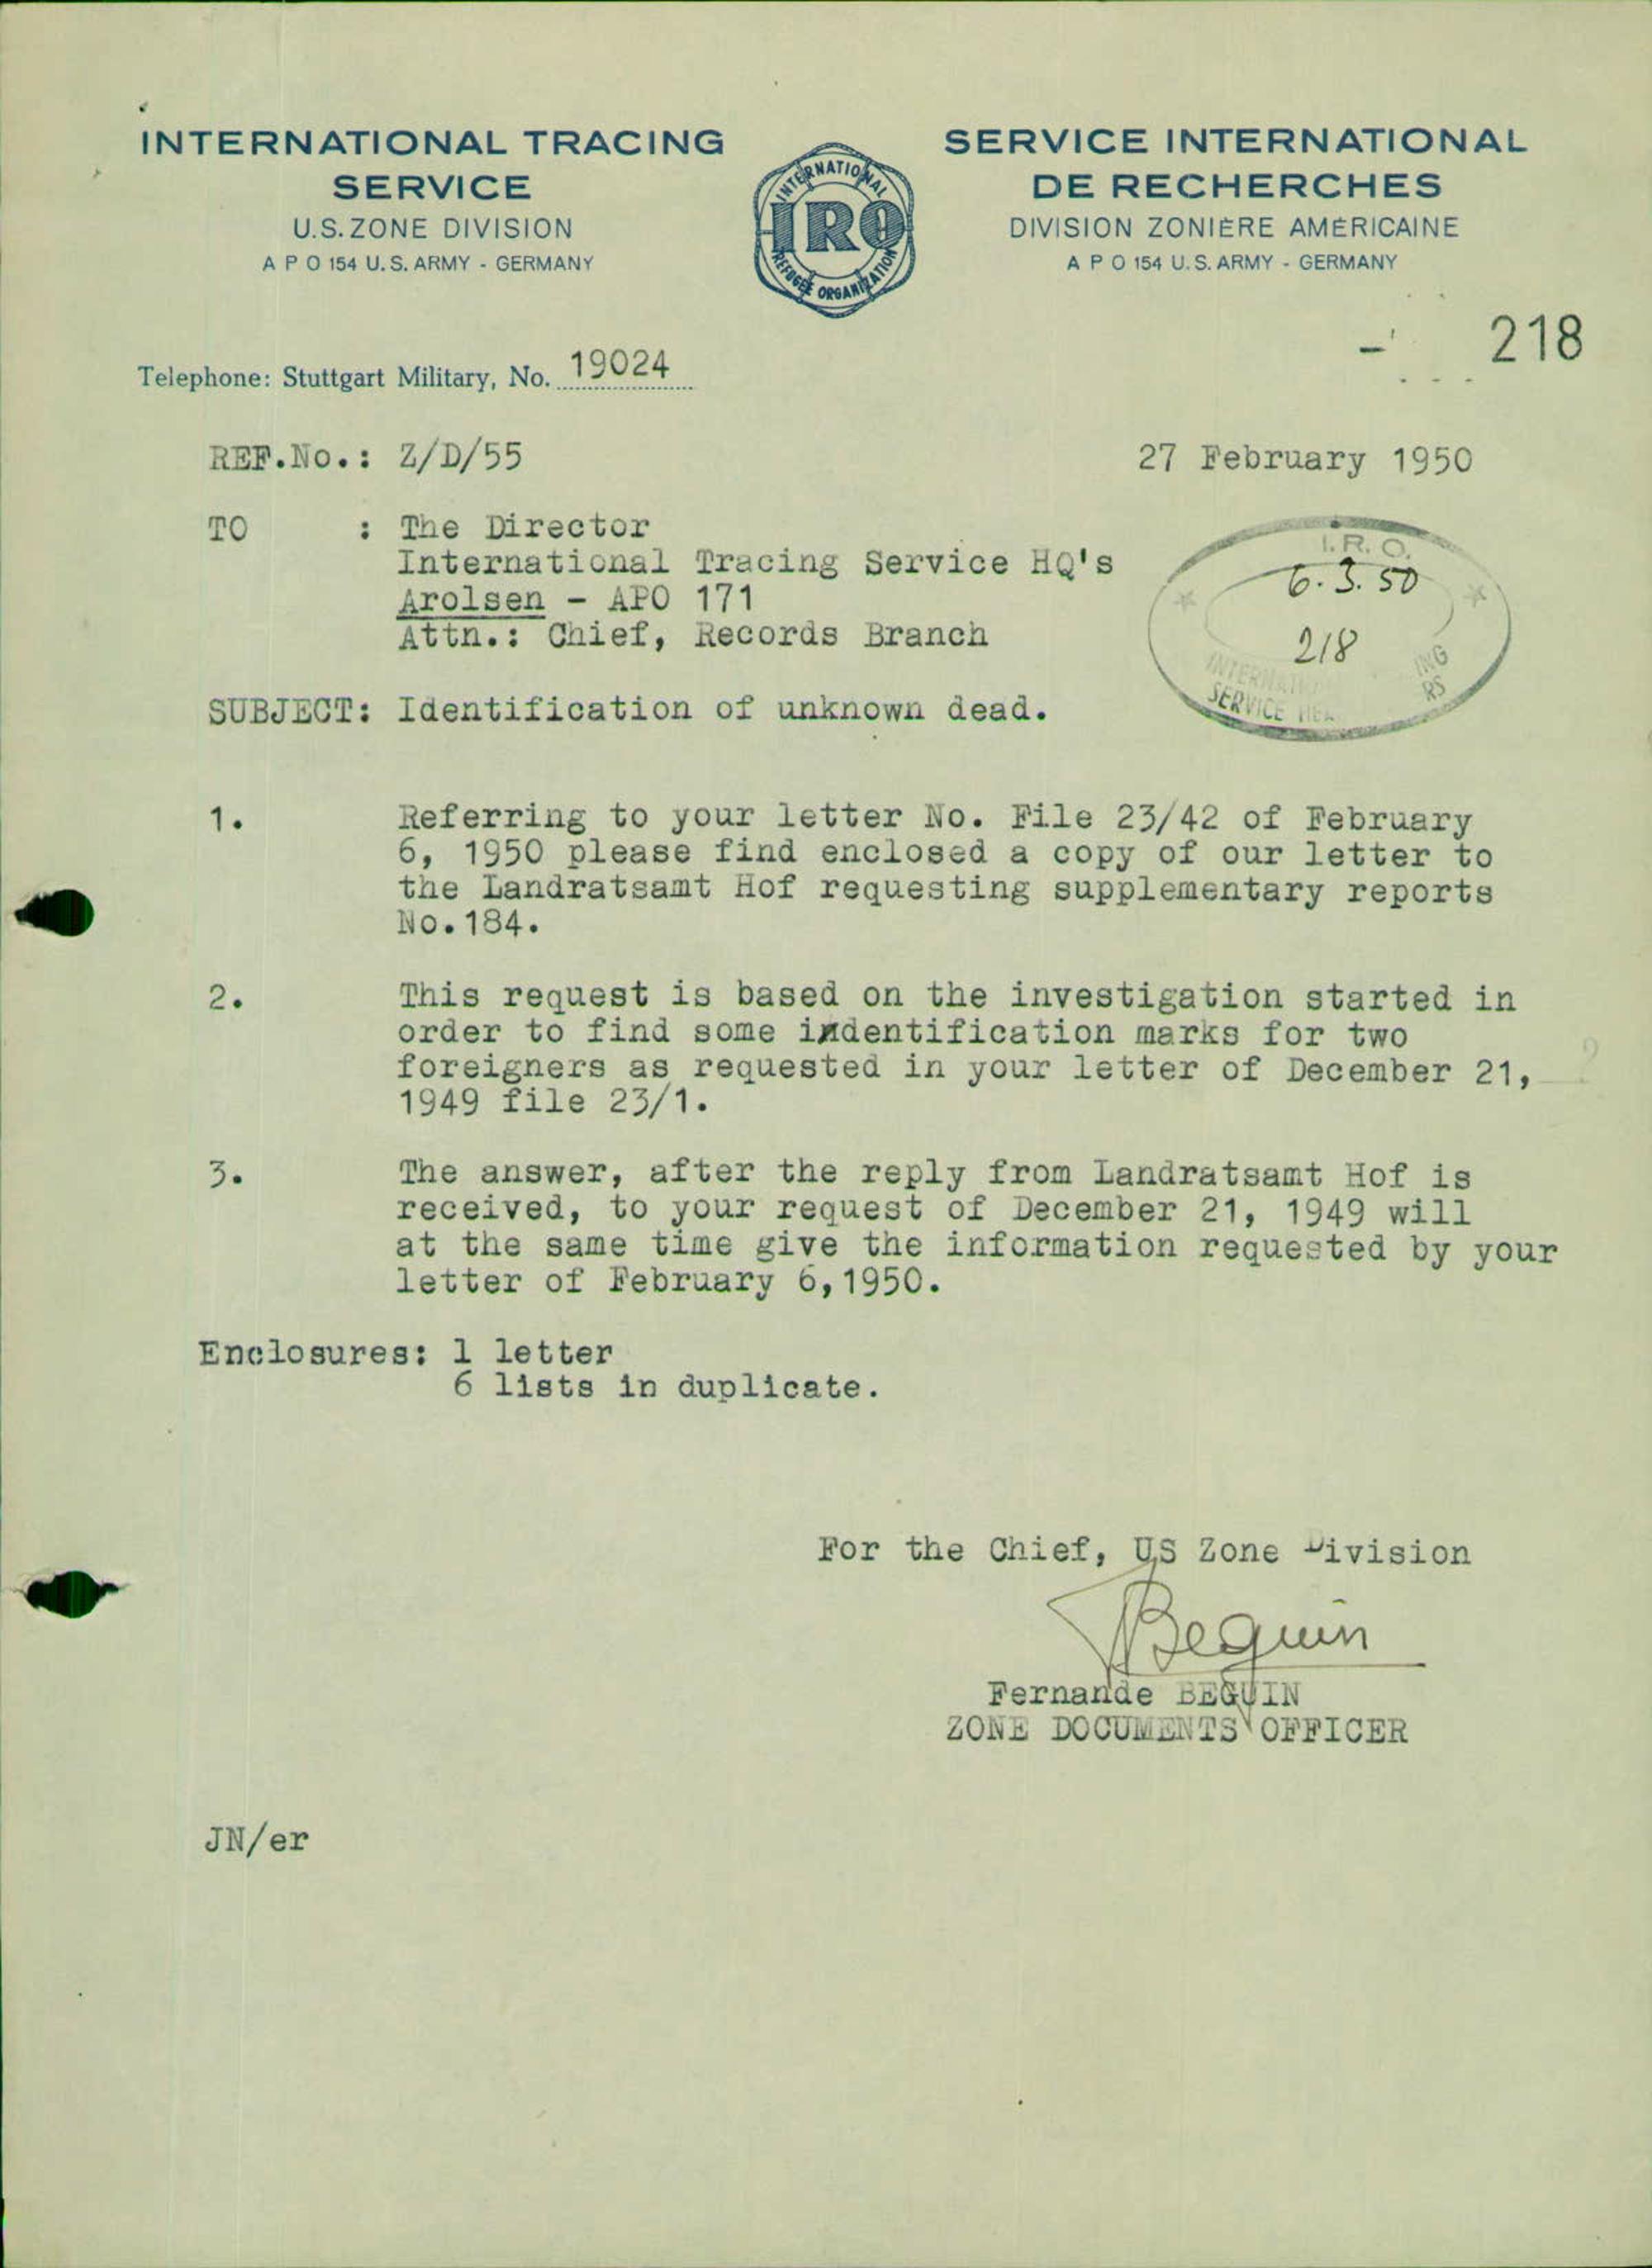 INTERNATIONAL TRACING
SERVICE
U.S. ZONE DIVISION
A P O 154 U.S. ARMY - GERMANY
INTERNATIONAL
IRO
REFUGEE ORGANIZATION
SERVICE INTERNATIONAL
DE RECHERCHES
DIVISION ZONIERE AMÉRICAINE
A P O 154 U.S. ARMY - GERMANY
218
Telephone: Stuttgart Military, No. 19024
REF.No.: Z/D/55
27 February 1950
TO : The Director
International Tracing Service HQ's
Arolsen - APO 171
Attn.: Chief, Records Branch
I.R.O.
6.3.50
218
SERVICE
SUBJECT: Identification of unknown dead.
1. Referring to your letter No. File 23/42 of February
6, 1950 please find enclosed a copy of our letter to
the Landratsamt Hof requesting supplementary reports
No.184.
2. This request is based on the investigation started in
order to find some indentification marks for two
foreigners as requested in your letter of December 21,
1949 file 23/1.
3. The answer, after the reply from Landratsamt Hof is
received, to your request of December 21, 1949 will
at the same time give the information requested by your
letter of February 6,1950.
Enclosures: 1 letter
6 lists in duplicate.
For the Chief, US Zone Division
Beguin
Fernande BEGUIN
ZONE DOCUMENTS OFFICER
JN/er